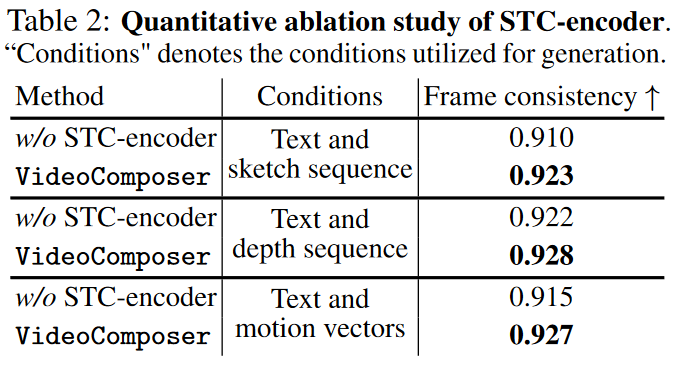 Table 2: Quantitative ablation study of STC-encoder.
“Conditions" denotes the conditions utilized for generation.
Method Conditions Frame consistency ↑
w/o STC-encoder Text and sketch sequence 0.910
VideoComposer 0.923
w/o STC-encoder Text and depth sequence 0.922
VideoComposer 0.928
w/o STC-encoder Text and motion vectors 0.915
VideoComposer 0.927